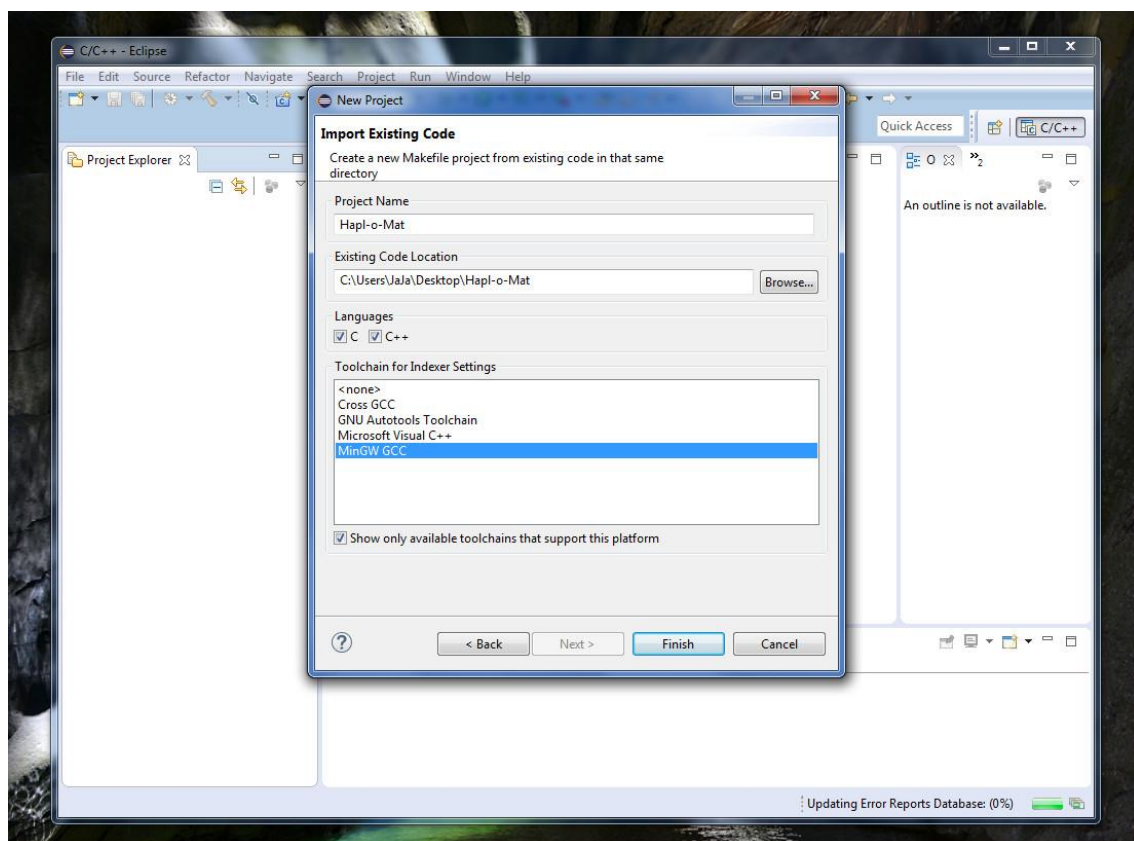 C/C++ - Eclipse
File Edit Source Refactor Navigate Search Project Run Window Help
New Project
Quick Access
C/C++
Import Existing Code
Create a new Makefile project from existing code in that same
directory
Project Explorer
O
»2
An outline is not available.
Project Name
Hapl-o-Mat
Existing Code Location
C:\Users\JaJa\Desktop\Hapl-o-Mat
Browse...
Languages
C C++
Toolchain for Indexer Settings
<none>
Cross GCC
GNU Autotools Toolchain
Microsoft Visual C++
MinGW GCC
Show only available toolchains that support this platform
< Back Next > Finish Cancel
Updating Error Reports Database: (0%)